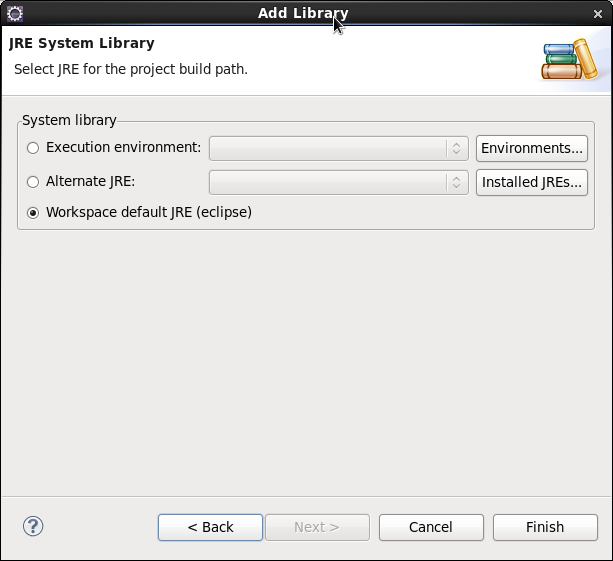 Add Library
JRE System Library
Select JRE for the project build path.
System library
Execution environment: Environments...
Alternate JRE: Installed JREs...
Workspace default JRE (eclipse)
? < Back Next > Cancel Finish